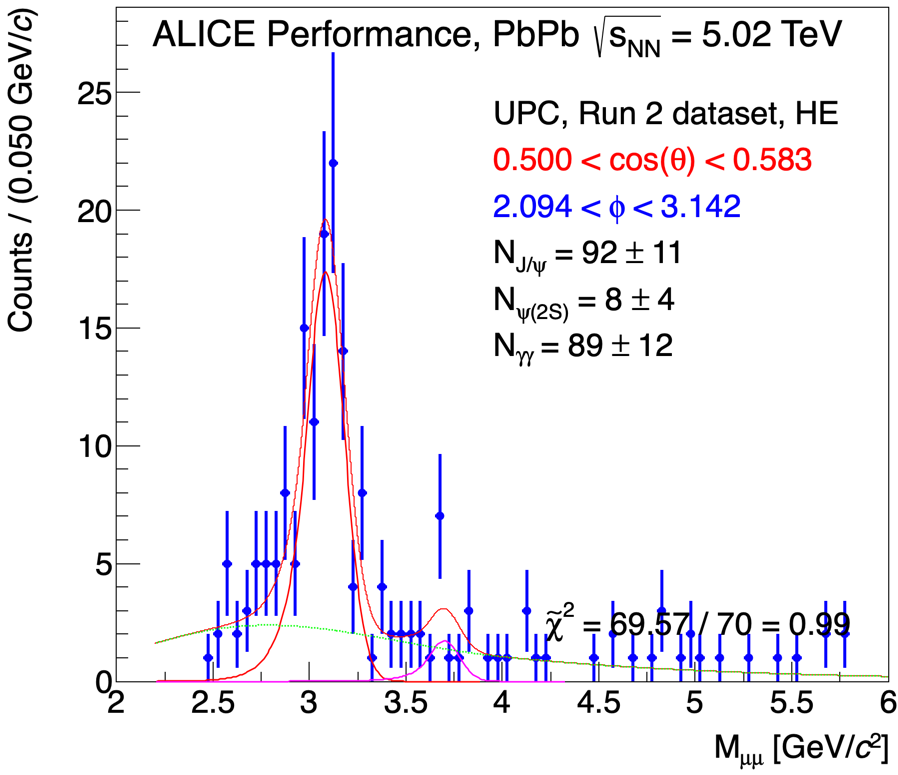 ALICE Performance, PbPb √sNN = 5.02 TeV
UPC, Run 2 dataset, HE
0.500 < cos(θ) < 0.583
2.094 < ϕ < 3.142
NJ/ψ = 92 ± 11
Nψ(2S) = 8 ± 4
Nγγ = 89 ± 12
χ̃² = 69.57 / 70 = 0.99
Counts / (0.050 GeV/c)
25
20
15
10
5
0
2 2.5 3 3.5 4 4.5 5 5.5 6
Mμμ [GeV/c²]